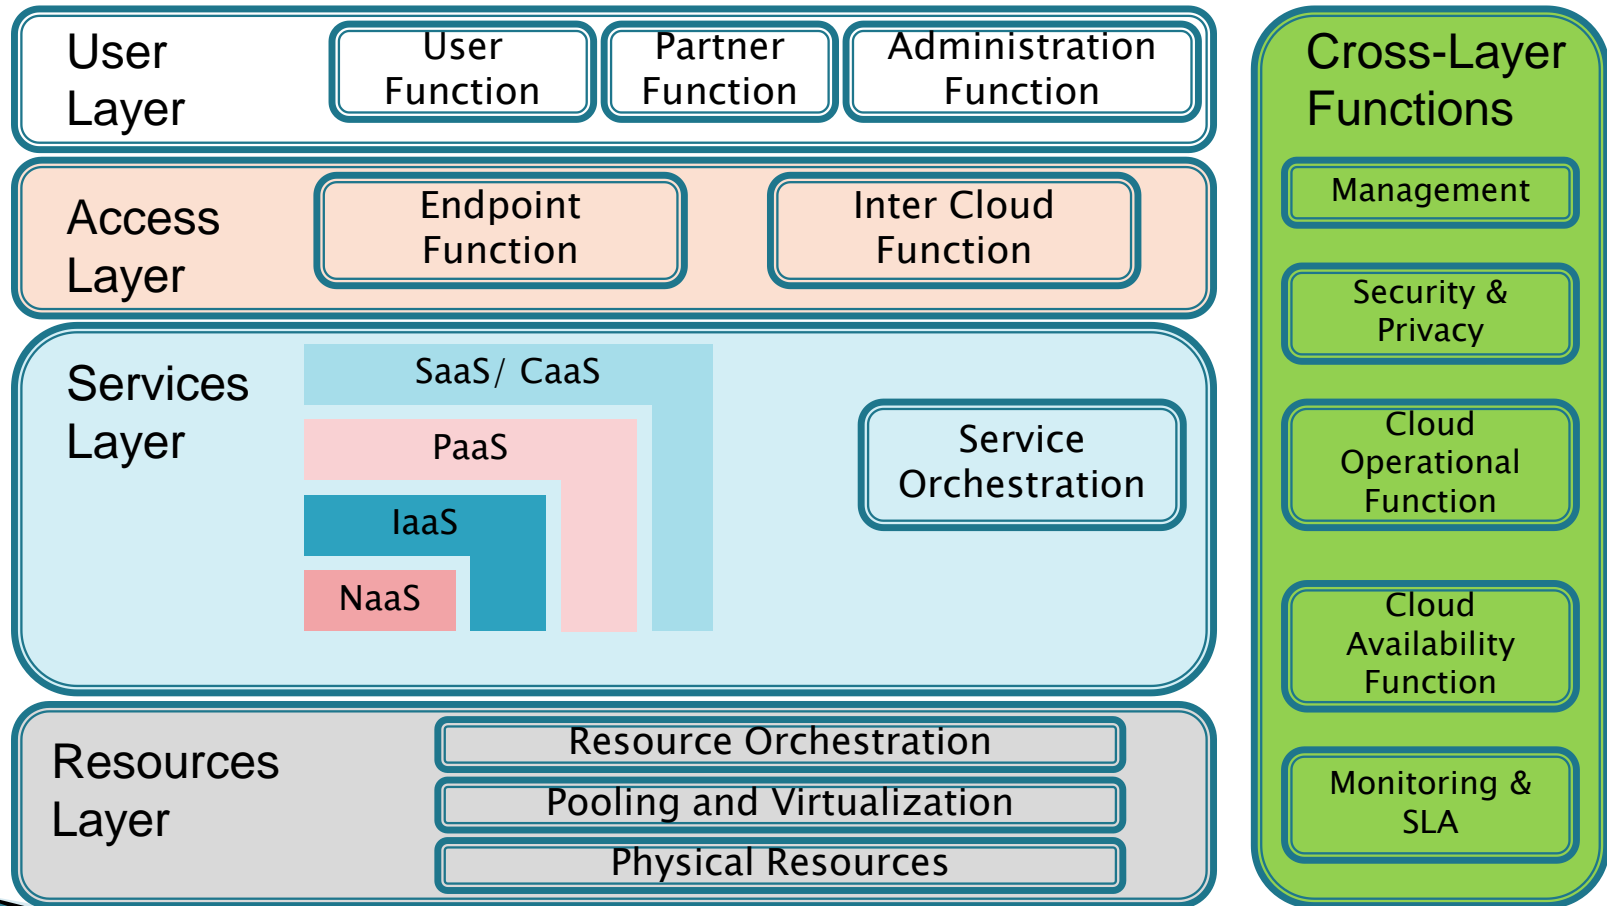 User
Layer
User
Function
Partner
Function
Administration
Function
Access
Layer
Endpoint
Function
Inter Cloud
Function
Services
Layer
SaaS/ CaaS
PaaS
IaaS
NaaS
Service
Orchestration
Resources
Layer
Resource Orchestration
Pooling and Virtualization
Physical Resources
Cross-Layer
Functions
Management
Security &
Privacy
Cloud
Operational
Function
Cloud
Availability
Function
Monitoring &
SLA